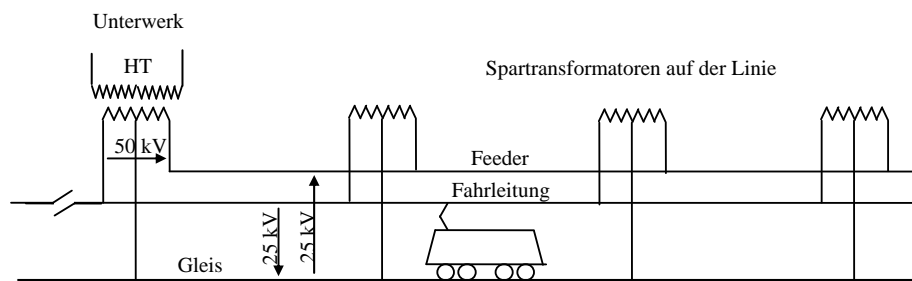 Unterwerk
HT
Spartransformatoren auf der Linie
50 kV
Feeder
Fahrleitung
25 kV
25 kV
Gleis